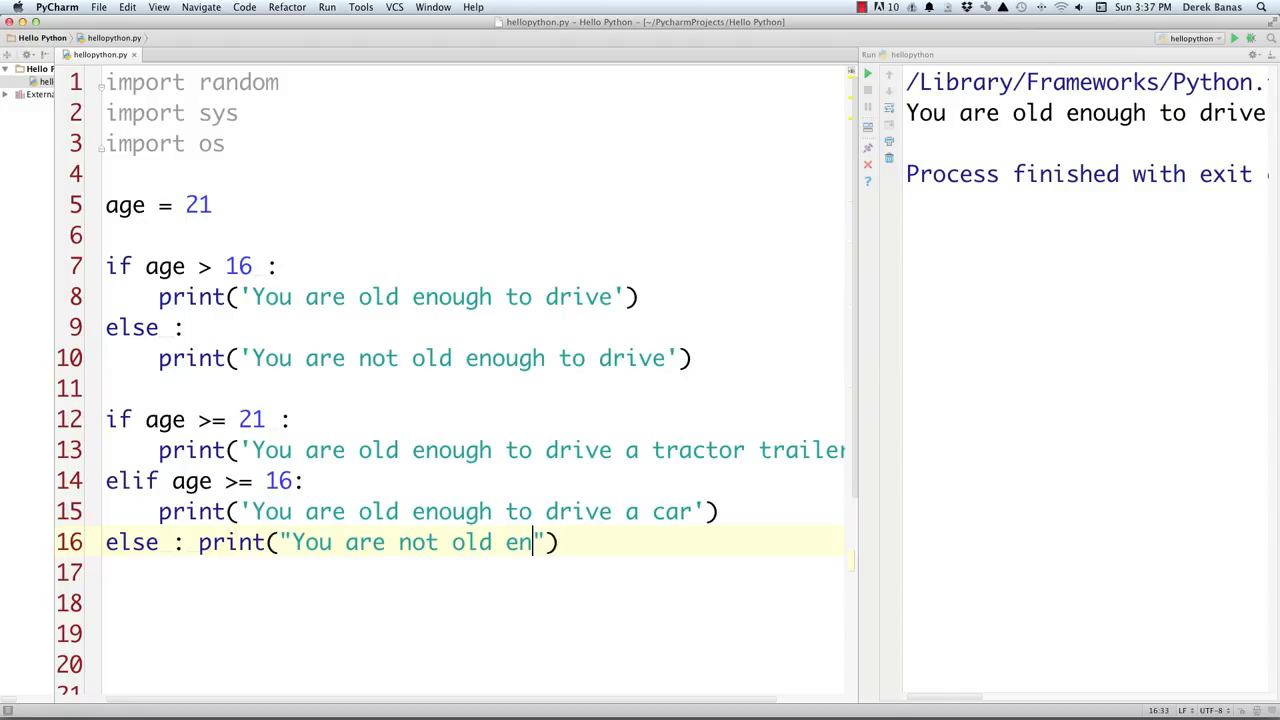 PyCharm File Edit View Navigate Code Refactor Run Tools VCS Window Help 10 Sun 3:37 PM Derek Banas
hellopython.py – Hello Python – [~/PycharmProjects/Hello Python]
Hello Python hellopython.py hellopython
hellopython.py Run hellopython
Hello P
hell
Externa
1 import random
2 import sys
3 import os
4
5 age = 21
6
7 if age > 16 :
8 print('You are old enough to drive')
9 else :
10 print('You are not old enough to drive')
11
12 if age >= 21 :
13 print('You are old enough to drive a tractor trailer
14 elif age >= 16:
15 print('You are old enough to drive a car')
16 else : print("You are not old en")
17
18
19
20
21
/Library/Frameworks/Python.
You are old enough to drive
Process finished with exit
16:33 LF UTF-8